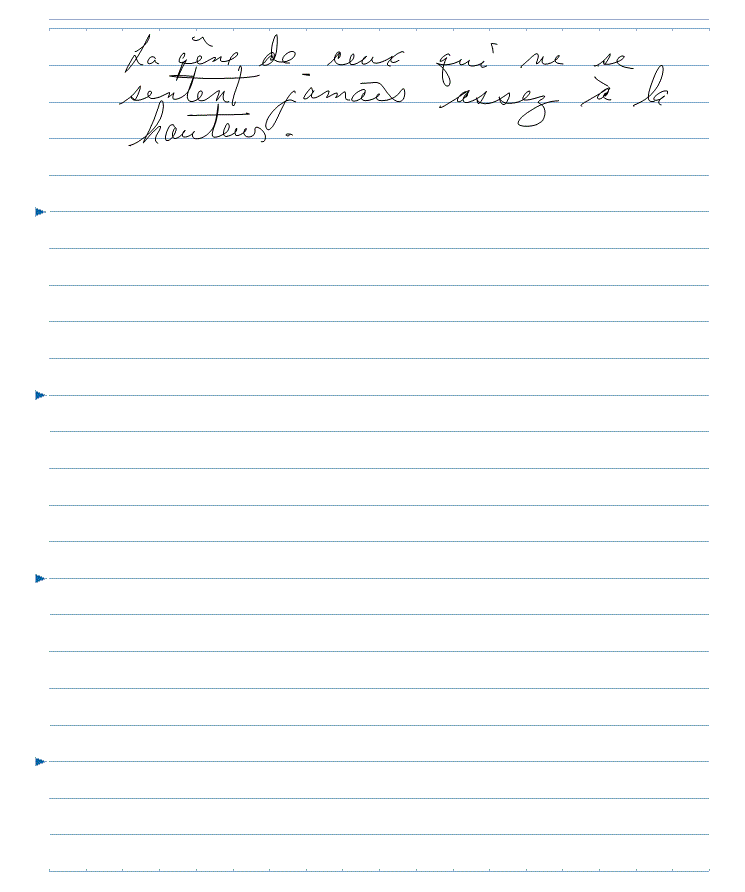 La gêne de ceux qui ne se
sentent jamais assez à la
hauteur.